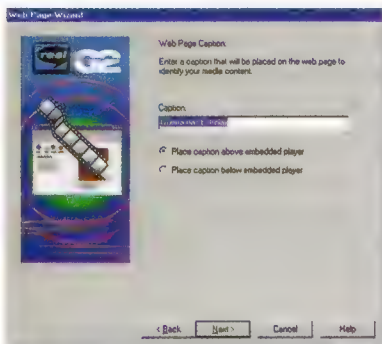 Web Page Wizard
real
G2
Web Page Caption
Enter a caption that will be placed on the web page to
identify your media content.
Caption:
Place caption above embedded player
Place caption below embedded player
< Back
Next >
Cancel
Help